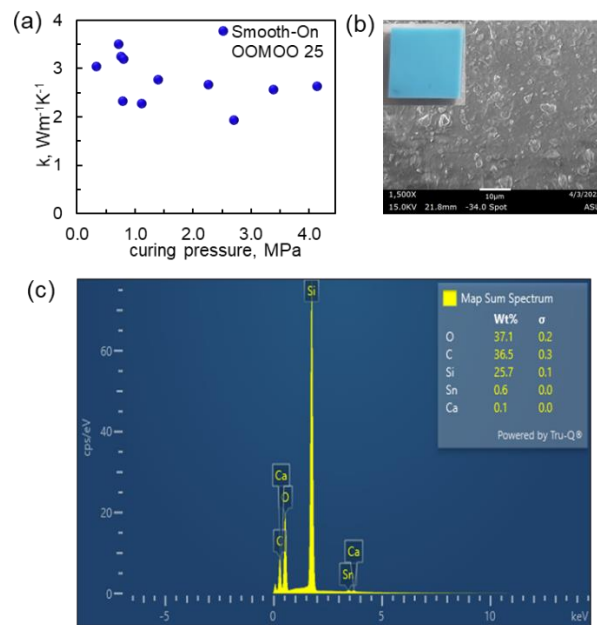 (a)
4
3
2
1
0
k, Wm⁻¹K⁻¹
Smooth-On
OOMOO 25
0.0 1.0 2.0 3.0 4.0
curing pressure, MPa
(b)
1,500X 10μm 4/3/202
15.0KV 21.8mm -34.0 Spot ASU
(c)
cps/eV
60
40
20
0
Si
Ca
O
C
Ca
Sn
-5 0 5 10
keV
Map Sum Spectrum
Wt% σ
O 37.1 0.2
C 36.5 0.3
Si 25.7 0.1
Sn 0.6 0.0
Ca 0.1 0.0
Powered by Tru-Q®